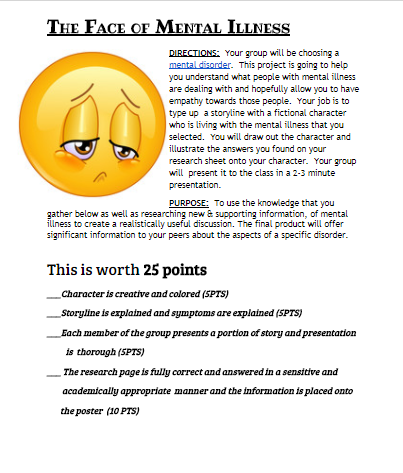 The Face of Mental Illness
DIRECTIONS: Your group will be choosing a
mental disorder. This project is going to help
you understand what people with mental illness
are dealing with and hopefully allow you to have
empathy towards those people. Your job is to
type up a storyline with a fictional character
who is living with the mental illness that you
selected. You will draw out the character and
illustrate the answers you found on your
research sheet onto your character. Your group
will present it to the class in a 2-3 minute
presentation.
PURPOSE: To use the knowledge that you
gather below as well as researching new & supporting information, of mental
illness to create a realistically useful discussion. The final product will offer
significant information to your peers about the aspects of a specific disorder.
This is worth 25 points
___Character is creative and colored (5PTS)
___Storyline is explained and symptoms are explained (5PTS)
___Each member of the group presents a portion of story and presentation
is thorough (5PTS)
___ The research page is fully correct and answered in a sensitive and
academically appropriate manner and the information is placed onto
the poster (10 PTS)